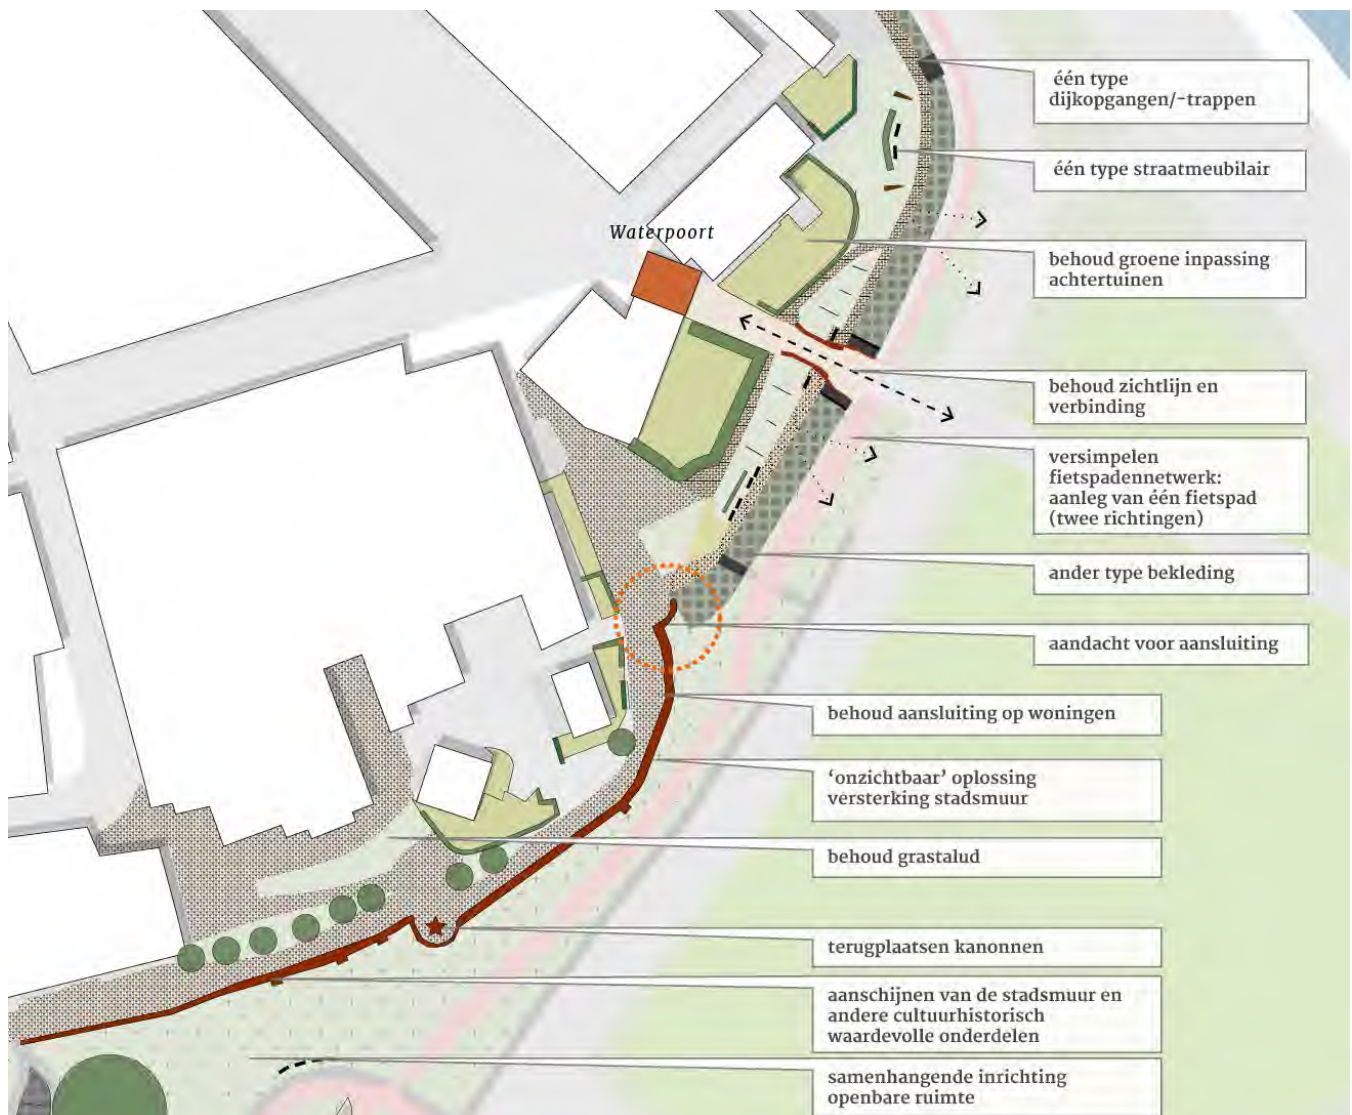 één type
dijkopgangen/-trappen
één type straatmeubilair
Waterpoort
behoud groene inpassing
achtertuinen
behoud zichtlijn en
verbinding
versimpelen
fietspadennetwerk:
aanleg van één fietspad
(twee richtingen)
ander type bekleding
aandacht voor aansluiting
behoud aansluiting op woningen
‘onzichtbaar’ oplossing
versterking stadsmuur
behoud grastalud
terugplaatsen kanonnen
aanschijnen van de stadsmuur en
andere cultuurhistorisch
waardevolle onderdelen
samenhangende inrichting
openbare ruimte